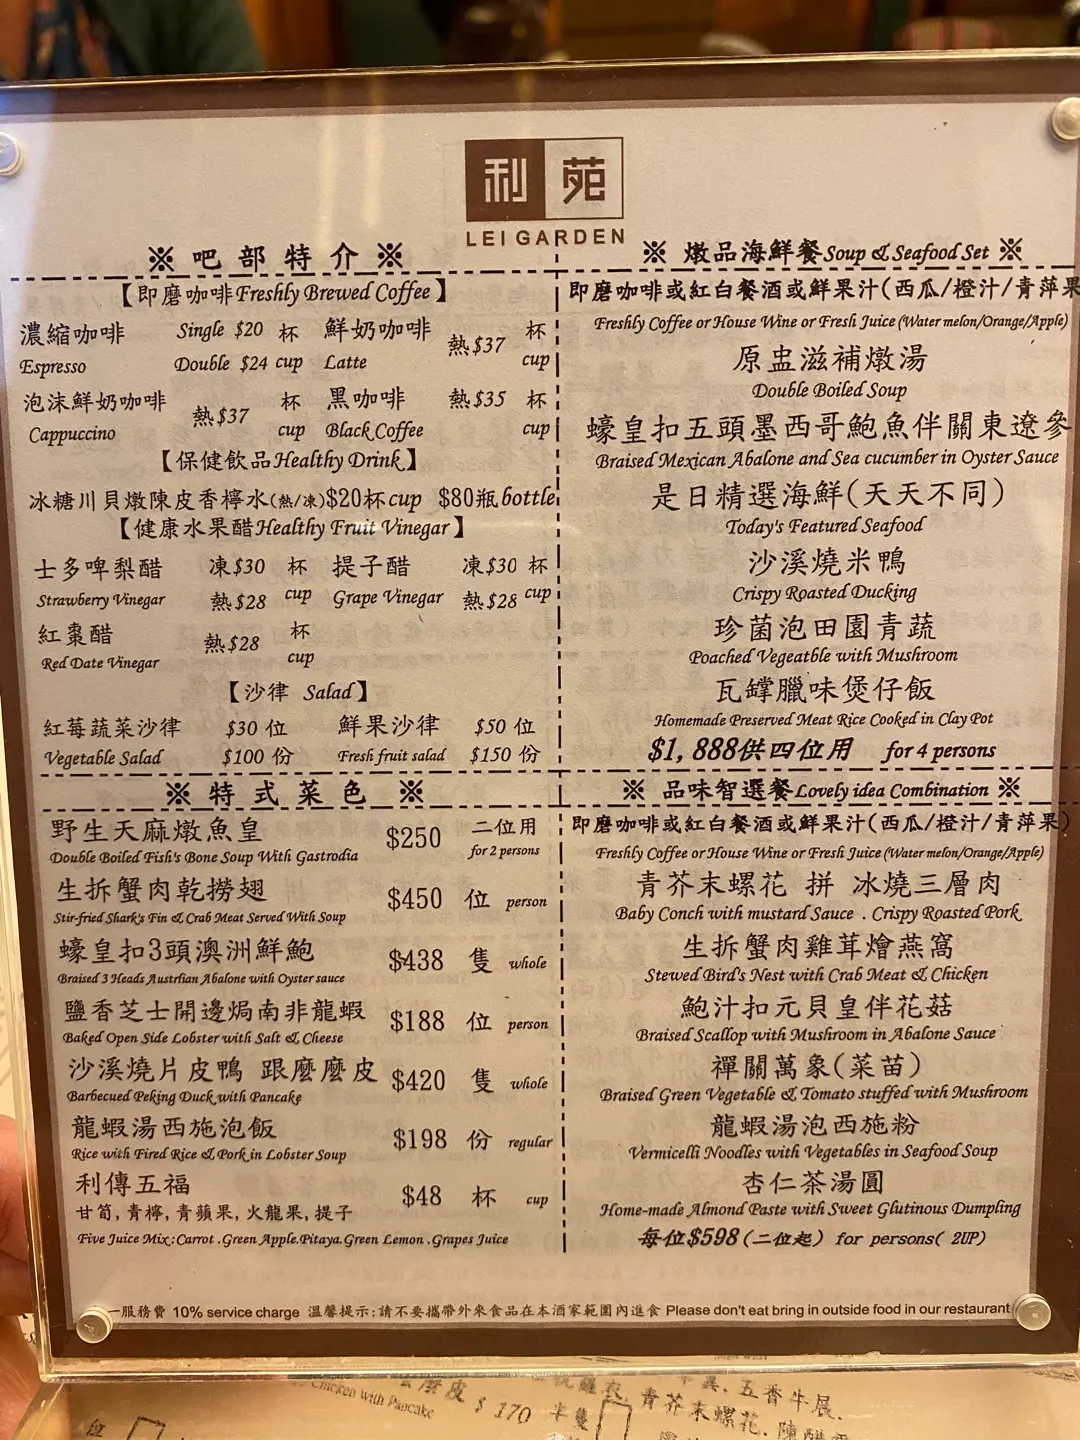 利苑
LEI GARDEN
※ 吧部特介 ※
【即磨咖啡Freshly Brewed Coffee】
濃縮咖啡 Single $20 杯 鮮奶咖啡 熱$37 杯
Espresso Double $24 cup Latte cup
泡沫鮮奶咖啡 熱$37 杯 黑咖啡 熱$35 杯
Cappuccino cup Black Coffee cup
【保健飲品Healthy Drink】
冰糖川貝燉陳皮香檸水(熱/凍)$20杯cup $80瓶bottle
【健康水果醋Healthy Fruit Vinegar】
士多啤梨醋 凍$30 杯 提子醋 凍$30 杯
Strawberry Vinegar 熱$28 cup Grape Vinegar 熱$28 cup
紅棗醋 熱$28 杯
Red Date Vinegar cup
【沙律 Salad】
紅莓蔬菜沙律 $30 位 鮮果沙律 $50 位
Vegetable Salad $100 份 Fresh fruit salad $150 份
※ 特式菜色 ※
野生天麻燉魚皇 $250 二位用
Double Boiled Fish's Bone Soup With Gastrodia for 2 persons
生拆蟹肉乾撈翅 $450 位 person
Stir-fried Shark's Fin & Crab Meat Served With Soup
蠔皇扣3頭澳洲鮮鮑 $438 隻 whole
Braised 3 Heads Austrfian Abalone with Oyster sauce
鹽香芝士開邊焗南非龍蝦 $188 位 person
Baked Open Side Lobster with Salt & Cheese
沙溪燒片皮鴨 跟麼麼皮 $420 隻 whole
Barbecued Peking Duck with Pancake
龍蝦湯西施泡飯 $198 份 regular
Rice with Fired Rice & Pork in Lobster Soup
利傳五福 $48 杯 cup
甘筍,青檸,青蘋果,火龍果,提子
Five Juice Mix:Carrot .Green Apple.Pitaya.Green Lemon .Grapes Juice
※ 燉品海鮮餐Soup & Seafood Set ※
即磨咖啡或紅白餐酒或鮮果汁(西瓜/橙汁/青萍果
Freshly Coffee or House Wine or Fresh Juice (Water melon/Orange/Apple)
原盅滋補燉湯
Double Boiled Soup
蠔皇扣五頭墨西哥鮑魚伴關東遼參
Braised Mexican Abalone and Sea cucumber in Oyster Sauce
是日精選海鮮(天天不同)
Today's Featured Seafood
沙溪燒米鴨
Crispy Roasted Ducking
珍菌泡田園青蔬
Poached Vegeatble with Mushroom
瓦罉臘味煲仔飯
Homemade Preserved Meat Rice Cooked in Clay Pot
$1,888供四位用 for 4 persons
※ 品味智選餐Lovely idea Combination ※
即磨咖啡或紅白餐酒或鮮果汁(西瓜/橙汁/青萍果)
Freshly Coffee or House Wine or Fresh Juice (Water melon/Orange/Apple)
青芥末螺花 拼 冰燒三層肉
Baby Conch with mustard Sauce . Crispy Roasted Pork
生拆蟹肉雞茸燴燕窩
Stewed Bird's Nest with Crab Meat & Chicken
鮑汁扣元貝皇伴花菇
Braised Scallop with Mushroom in Abalone Sauce
禪關萬象(菜苗)
Braised Green Vegetable & Tomato stuffed with Mushroom
龍蝦湯泡西施粉
Vermicelli Noodles with Vegetables in Seafood Soup
杏仁茶湯圓
Home-made Almond Paste with Sweet Glutinous Dumpling
每位$598(二位起) for persons( 2UP)
一服務費 10% service charge 溫馨提示:請不要攜帶外來食品在本酒家範圍內進食 Please don't eat bring in outside food in our restaurant
皮 $170 半隻 青芥末螺花. 五香牛展.
Chicken with Pancake
位